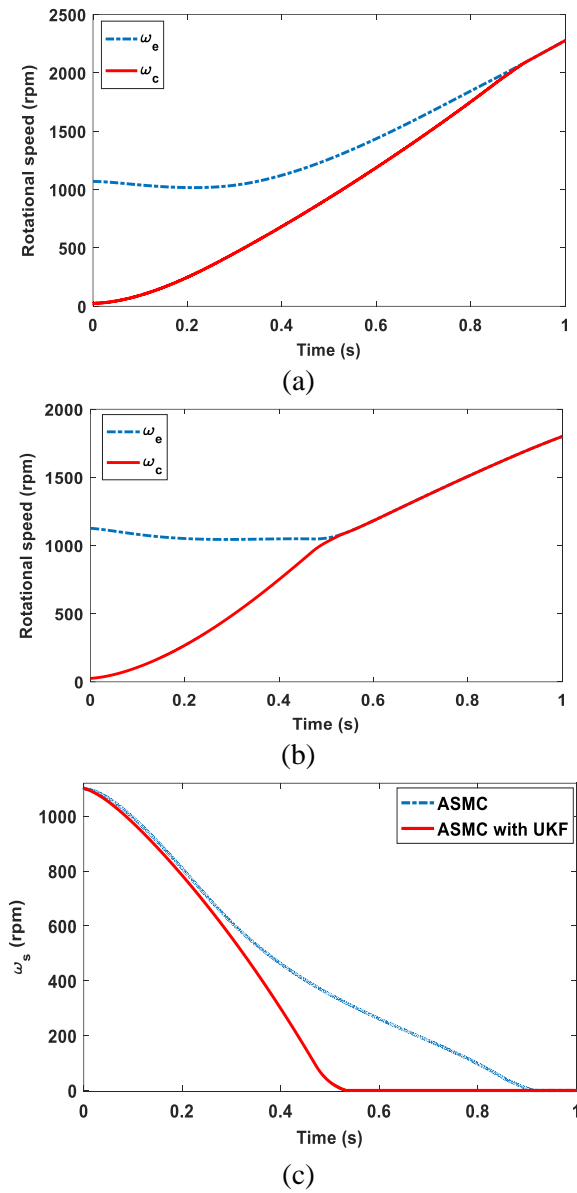 2500
2000
1500
1000
500
0
Rotational speed (rpm)
ω_e
ω_c
0 0.2 0.4 0.6 0.8 1
Time (s)
(a)
2000
1500
1000
500
0
Rotational speed (rpm)
ω_e
ω_c
0 0.2 0.4 0.6 0.8 1
Time (s)
(b)
1000
800
600
400
200
0
ω_s (rpm)
ASMC
ASMC with UKF
0 0.2 0.4 0.6 0.8 1
Time (s)
(c)